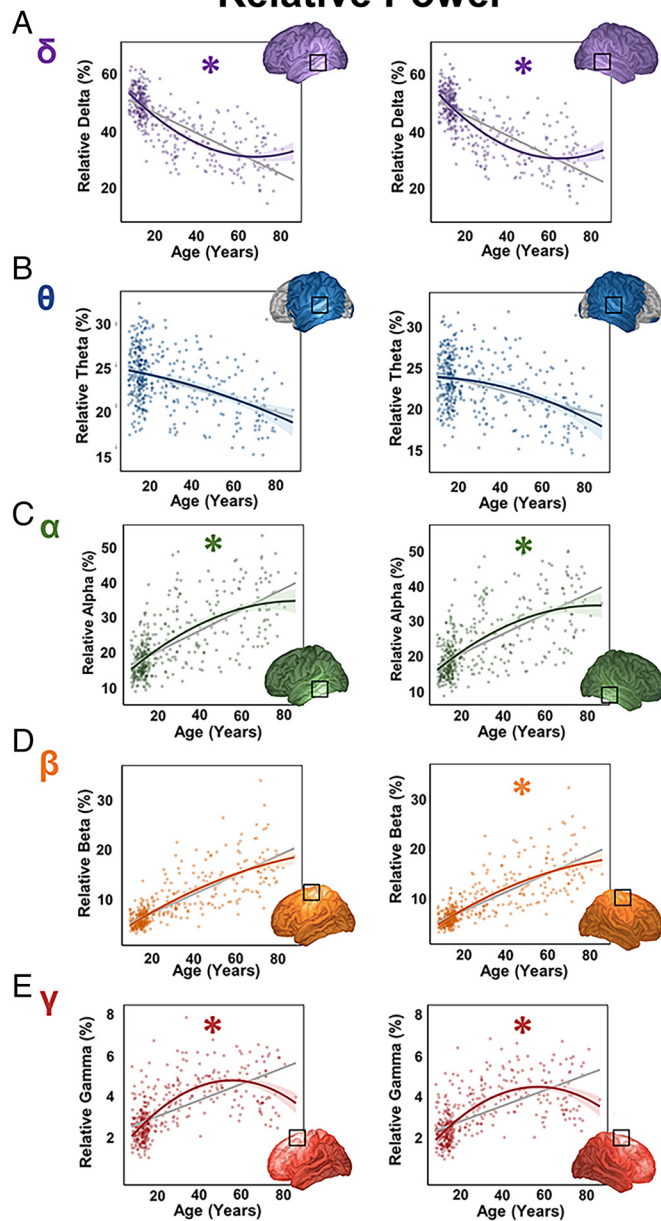 Relative Power
A
δ
Relative Delta (%)
60
40
20
*
20 40 60 80
Age (Years)
Relative Delta (%)
60
40
20
*
20 40 60 80
Age (Years)
B
θ
Relative Theta (%)
30
25
20
15
20 40 60 80
Age (Years)
Relative Theta (%)
30
25
20
15
20 40 60 80
Age (Years)
C
α
Relative Alpha (%)
50
40
30
20
10
*
20 40 60 80
Age (Years)
Relative Alpha (%)
50
40
30
20
10
*
20 40 60 80
Age (Years)
D
β
Relative Beta (%)
30
20
10
20 40 60 80
Age (Years)
Relative Beta (%)
30
20
10
*
20 40 60 80
Age (Years)
E
γ
Relative Gamma (%)
8
6
4
2
*
20 40 60 80
Age (Years)
Relative Gamma (%)
8
6
4
2
*
20 40 60 80
Age (Years)